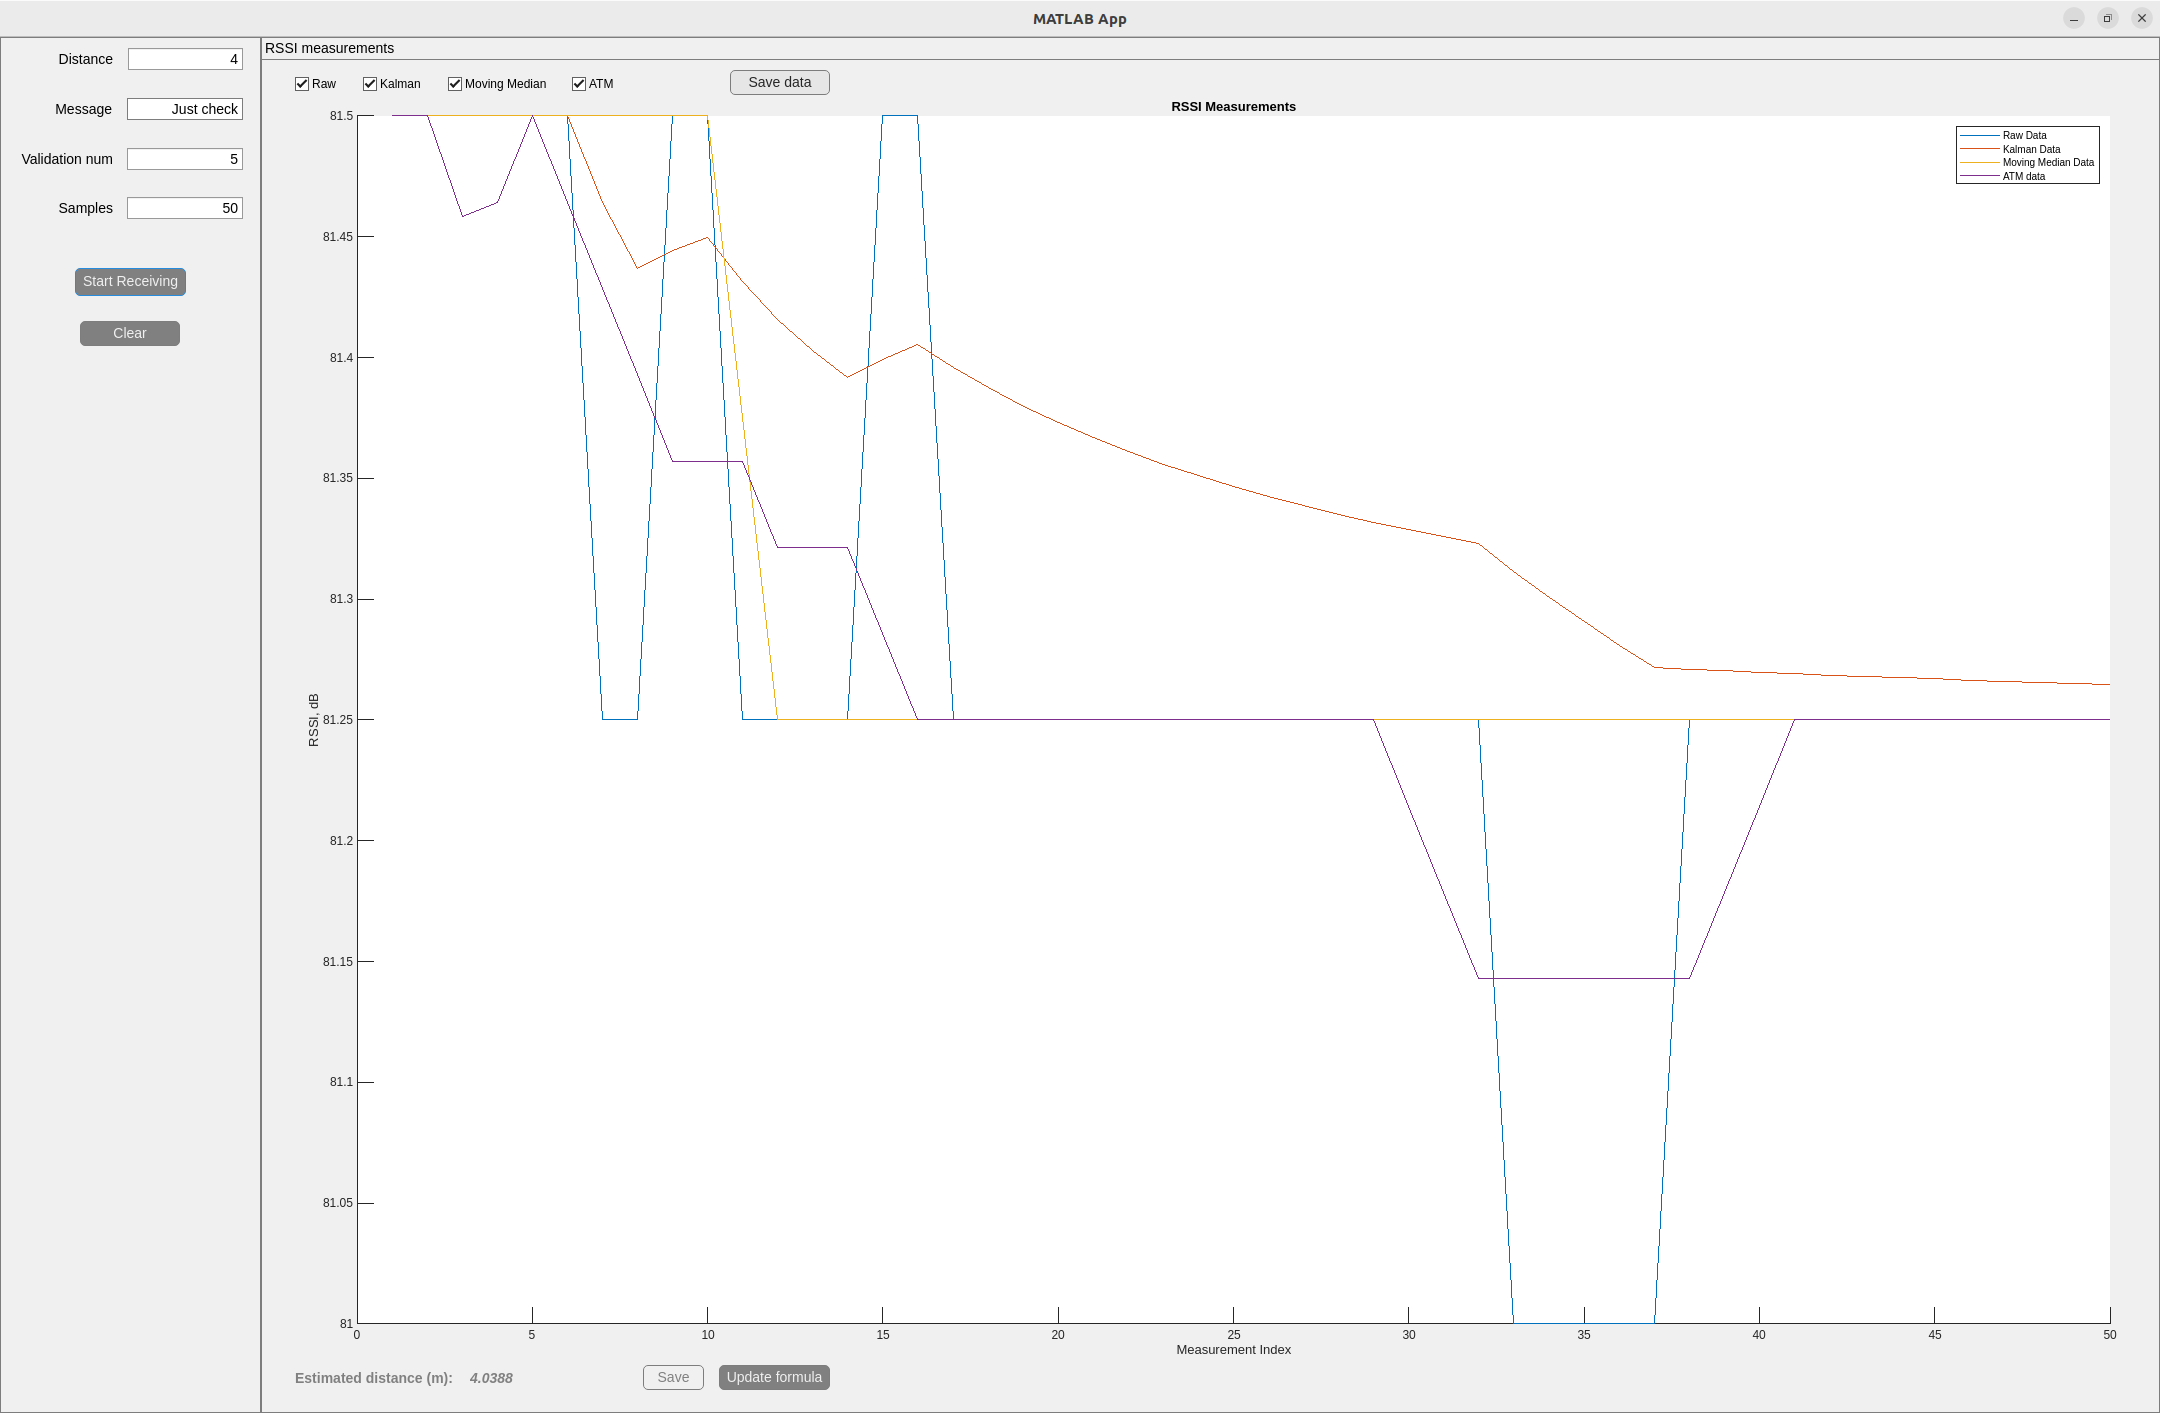 MATLAB App
Distance 4
Message Just check
Validation num 5
Samples 50
Start Receiving
Clear
RSSI measurements
Raw Kalman Moving Median ATM Save data
RSSI Measurements
Raw Data
Kalman Data
Moving Median Data
ATM data
81.5
81.45
81.4
81.35
81.3
81.25
81.2
81.15
81.1
81.05
81
RSSI, dB
0 5 10 15 20 25 30 35 40 45 50
Measurement Index
Estimated distance (m): 4.0388 Save Update formula